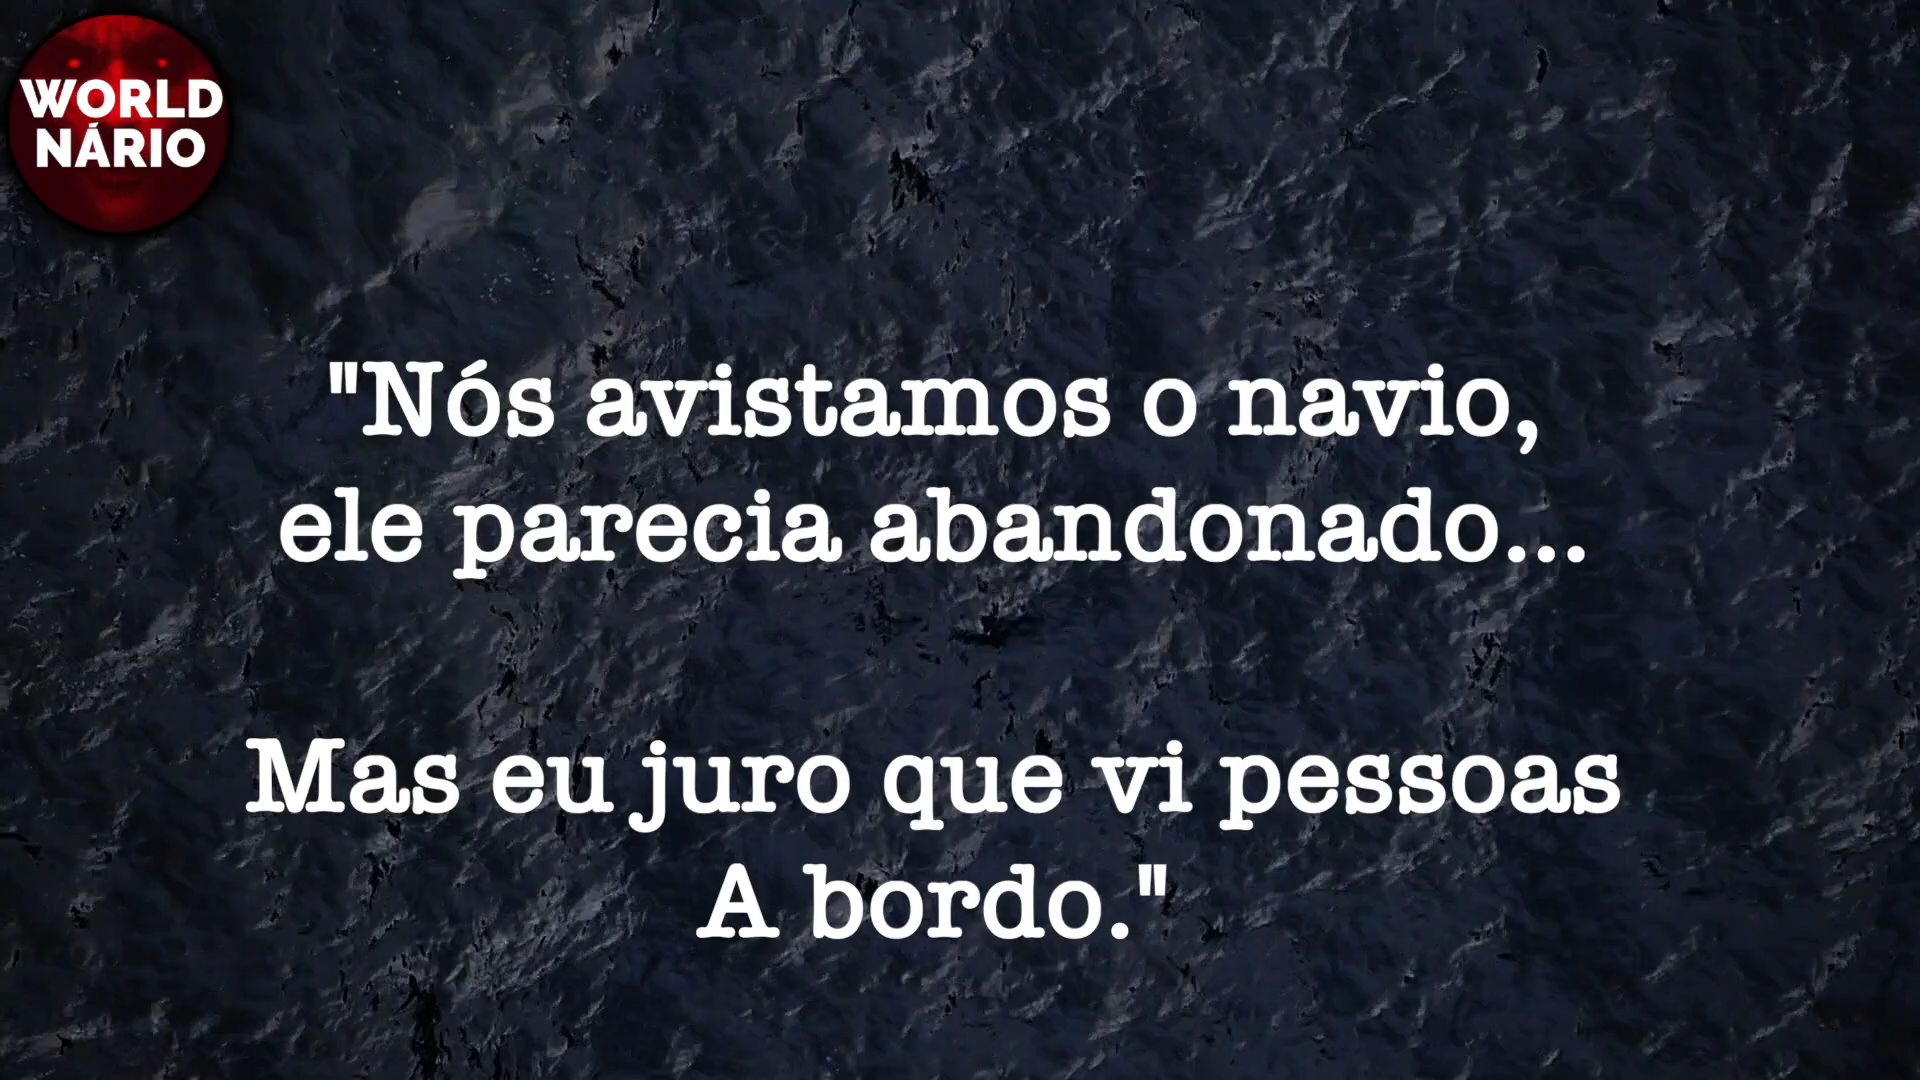 WORLD
NÁRIO
"Nós avistamos o navio,
ele parecia abandonado...
Mas eu juro que vi pessoas
A bordo."